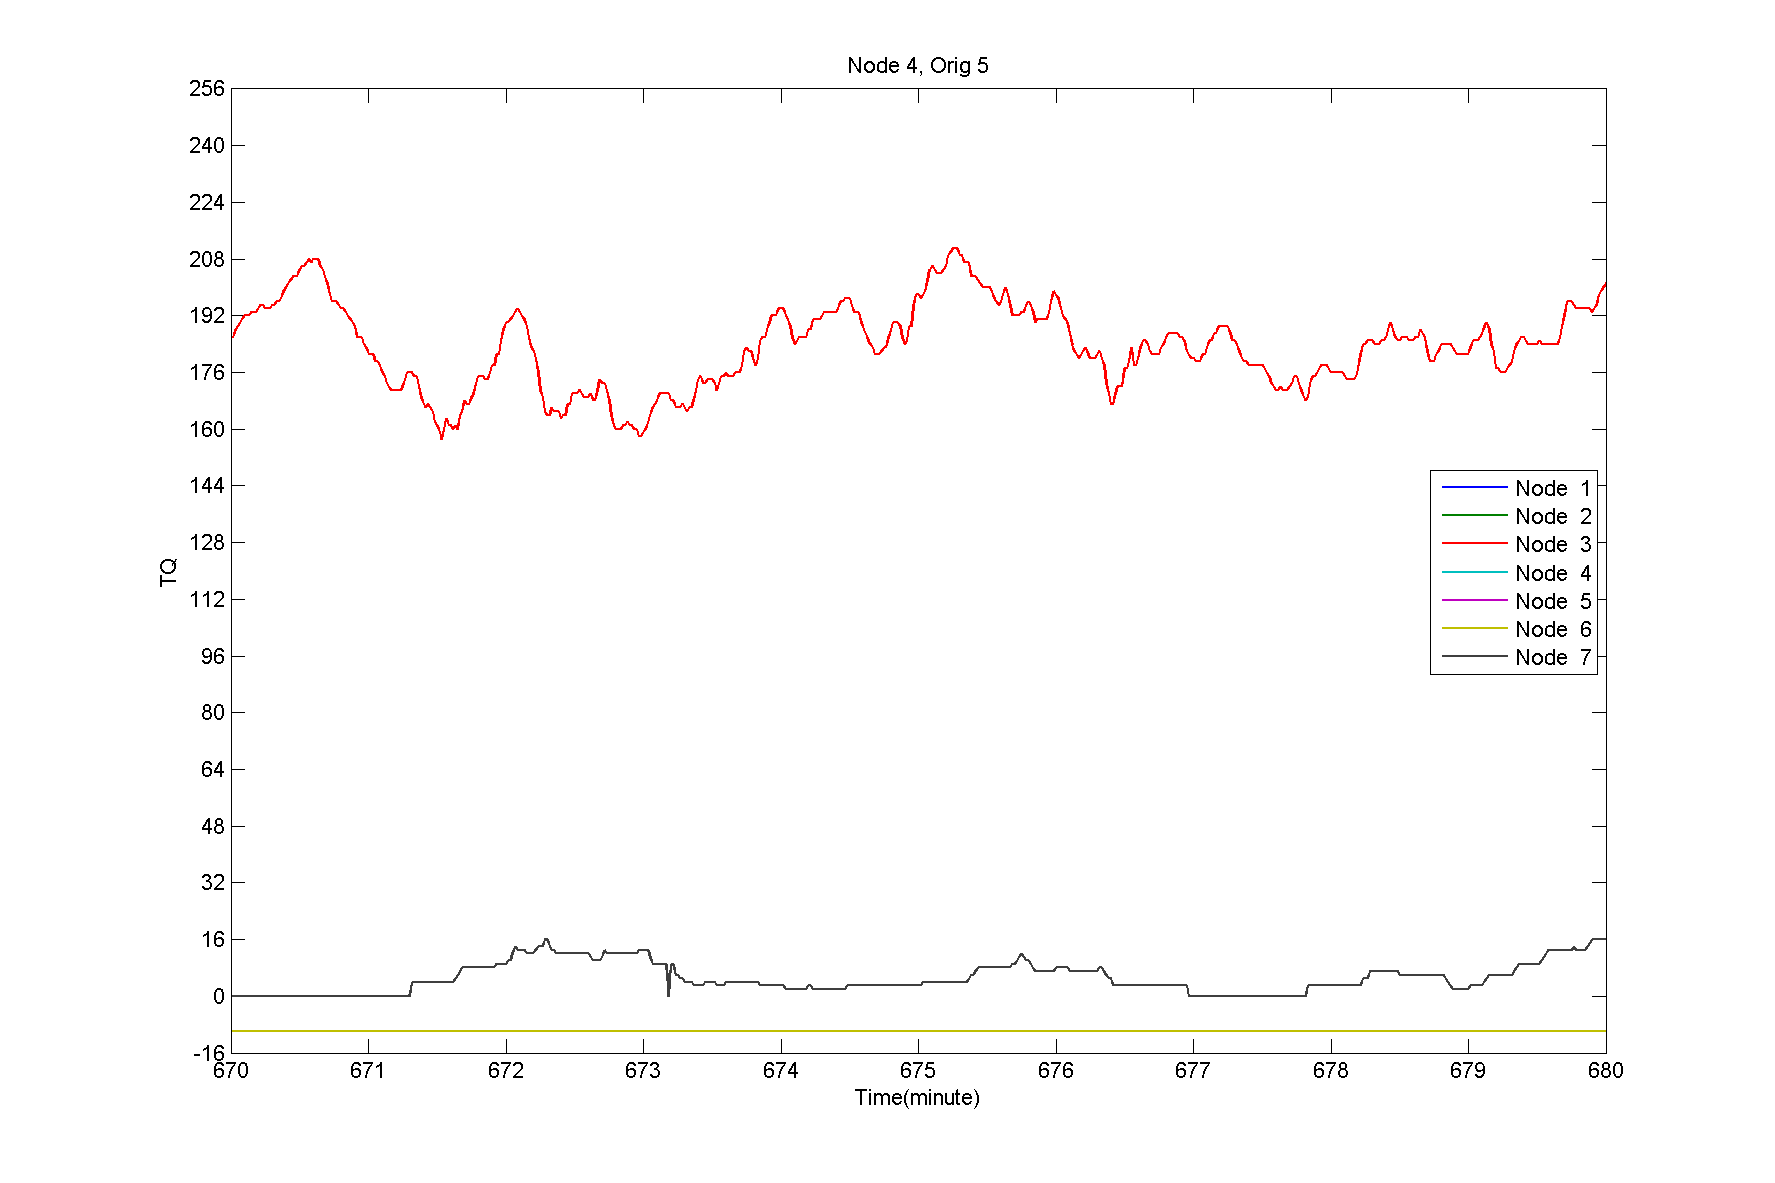 Node 4, Orig 5
256
240
224
208
192
176
160
144
128
112
96
80
64
48
32
16
0
-16
TQ
Node 1
Node 2
Node 3
Node 4
Node 5
Node 6
Node 7
670 671 672 673 674 675 676 677 678 679 680
Time(minute)